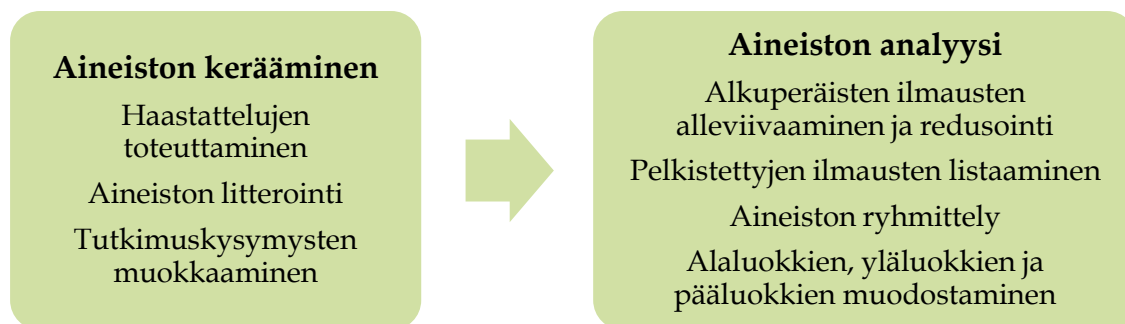 Aineiston kerääminen
Haastattelujen
toteuttaminen
Aineiston litterointi
Tutkimuskysymysten
muokkaaminen
Aineiston analyysi
Alkuperäisten ilmausten
alleviivaaminen ja redusointi
Pelkistettyjen ilmausten listaaminen
Aineiston ryhmittely
Alaluokkien, yläluokkien ja
pääluokkien muodostaminen